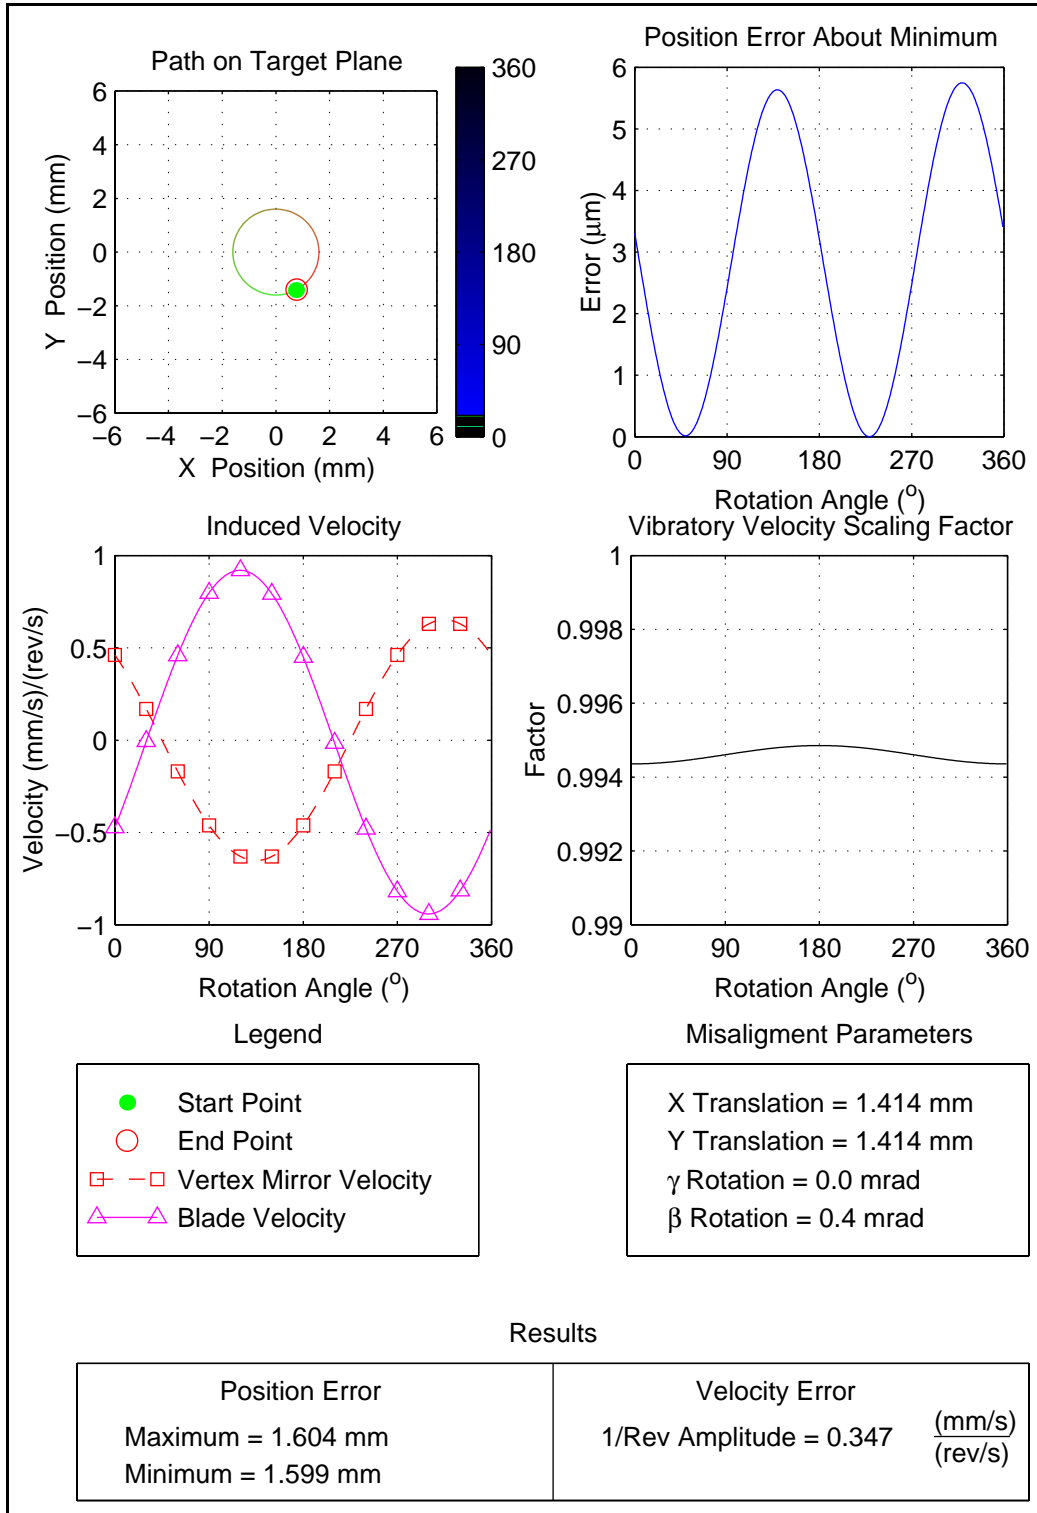 Path on Target Plane
6
4
2
0
−2
−4
−6
−6 −4 −2 0 2 4 6
X Position (mm)
Y Position (mm)
360
270
180
90
0
Position Error About Minimum
6
5
4
3
2
1
0
0 90 180 270 360
Rotation Angle (o)
Error (μm)
Induced Velocity
1
0.5
0
−0.5
−1
0 90 180 270 360
Rotation Angle (o)
Velocity (mm/s)/(rev/s)
Vibratory Velocity Scaling Factor
1
0.998
0.996
0.994
0.992
0.99
0 90 180 270 360
Rotation Angle (o)
Factor
Legend
Start Point
End Point
Vertex Mirror Velocity
Blade Velocity
Misaligment Parameters
X Translation = 1.414 mm
Y Translation = 1.414 mm
γ Rotation = 0.0 mrad
β Rotation = 0.4 mrad
Results
Position Error
Maximum = 1.604 mm
Minimum = 1.599 mm
Velocity Error
1/Rev Amplitude = 0.347 (mm/s)
(rev/s)